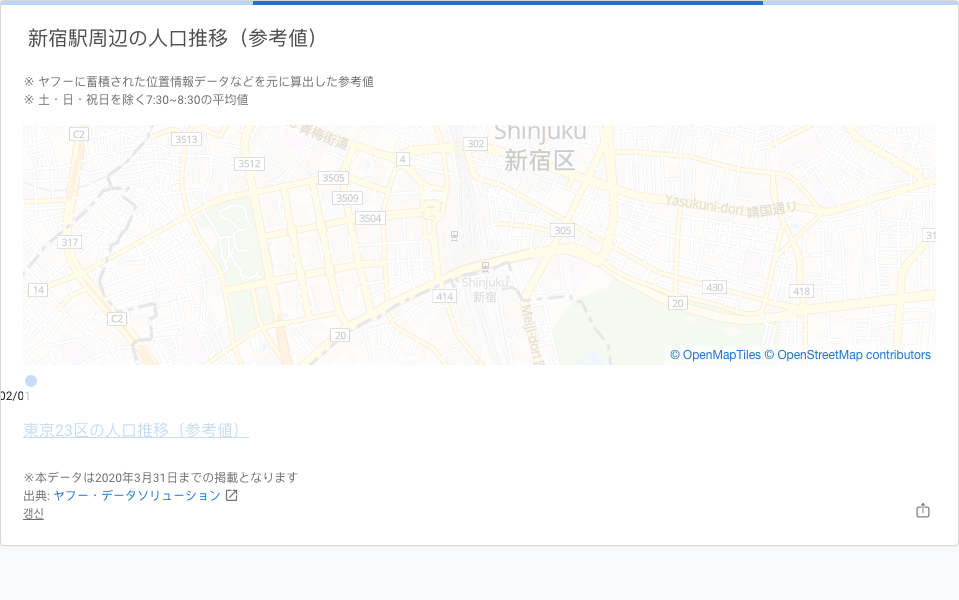 新宿駅周辺の人口推移（参考値）
※ ヤフーに蓄積された位置情報データなどを元に算出した参考値
※ 土・日・祝日を除く7:30~8:30の平均値
C2
3513
青梅街道
302
Shinjuku
新宿区
3512
4
3505
3509
3504
Yasukuni-dori 靖国通り
317
305
31
14
414
Shinjuku
新宿
430
418
20
C2
20
Meiji-dori
© OpenMapTiles © OpenStreetMap contributors
02/01
東京23区の人口推移（参考値）
※本データは2020年3月31日までの掲載となります
出典: ヤフー・データソリューション
갱신